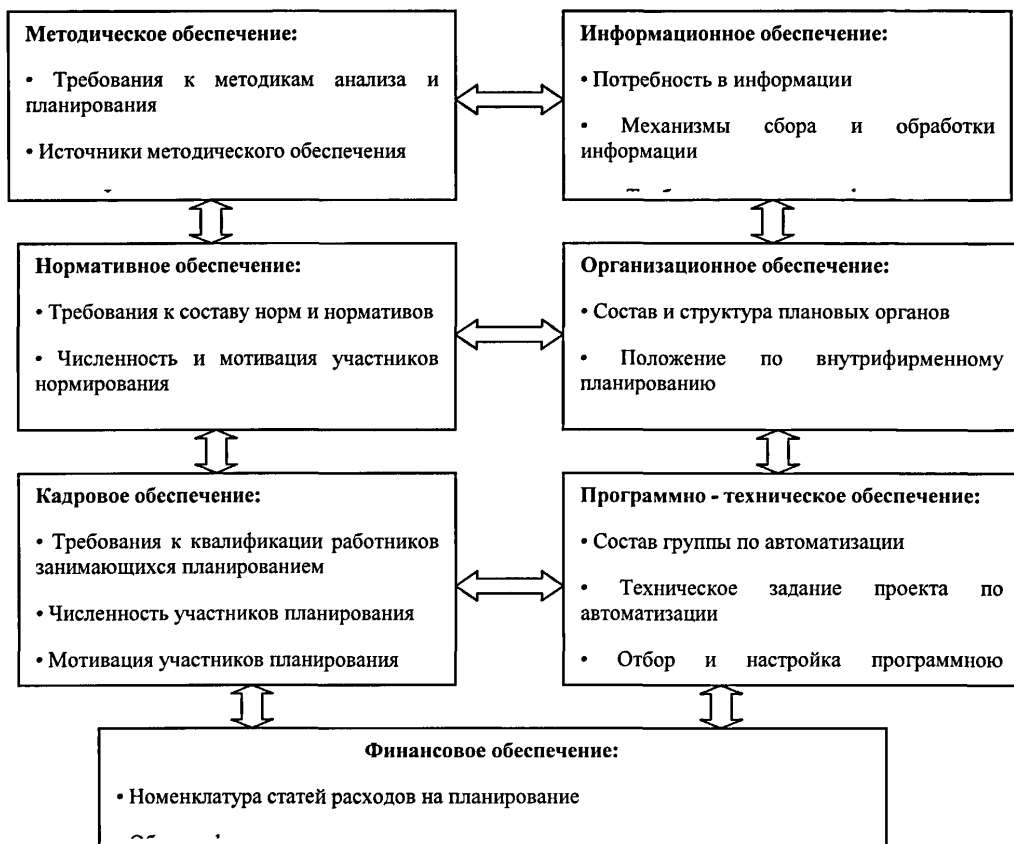 Методическое обеспечение:
• Требования к методикам анализа и
планирования
• Источники методического обеспечения
Информационное обеспечение:
• Потребность в информации
• Механизмы сбора и обработки
информации
Нормативное обеспечение:
• Требования к составу норм и нормативов
• Численность и мотивация участников
нормирования
Организационное обеспечение:
• Состав и структура плановых органов
• Положение по внутрифирменному
планированию
Кадровое обеспечение:
• Требования к квалификации работников
занимающихся планированием
• Численность участников планирования
• Мотивация участников планирования
Программно - техническое обеспечение:
• Состав группы по автоматизации
• Техническое задание проекта по
автоматизации
• Отбор и настройка программною
Финансовое обеспечение:
• Номенклатура статей расходов на планирование